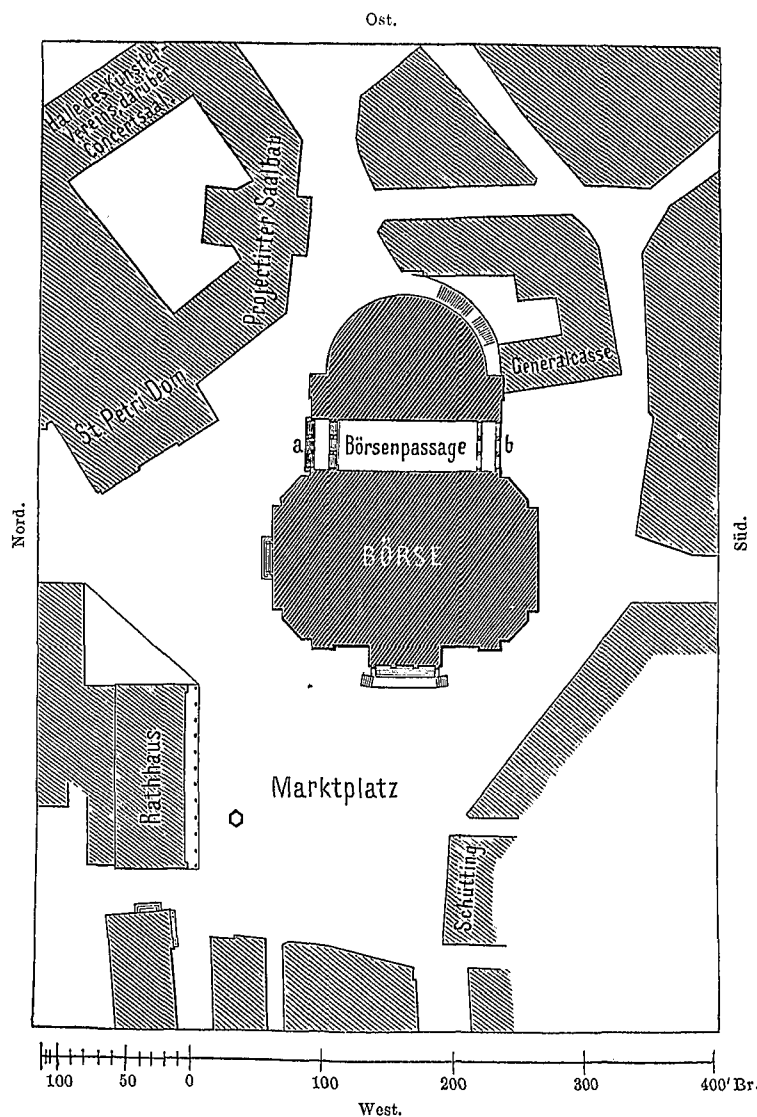 Ost.
Halle des Künstler-
Vereins, darüber
Concertsaal.
Projectirter Saalbau
St. Petri Dom
Generalcasse
a Börsenpassage b
Nord.
Süd.
BÖRSE
Rathhaus
Marktplatz
Schütting
100 50 0 100 200 300 400' Br.
West.